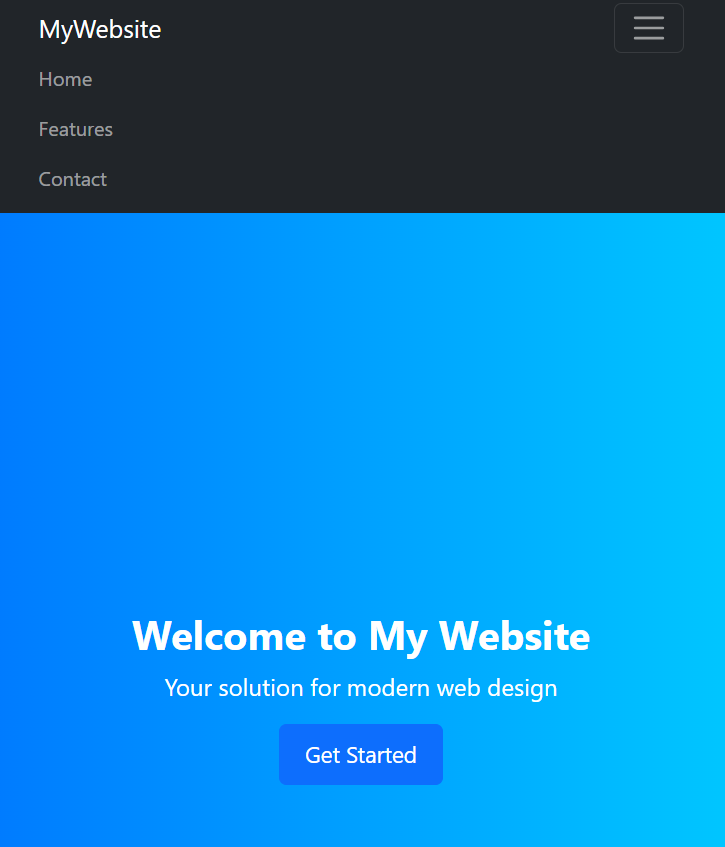 MyWebsite
Home
Features
Contact
Welcome to My Website
Your solution for modern web design
Get Started